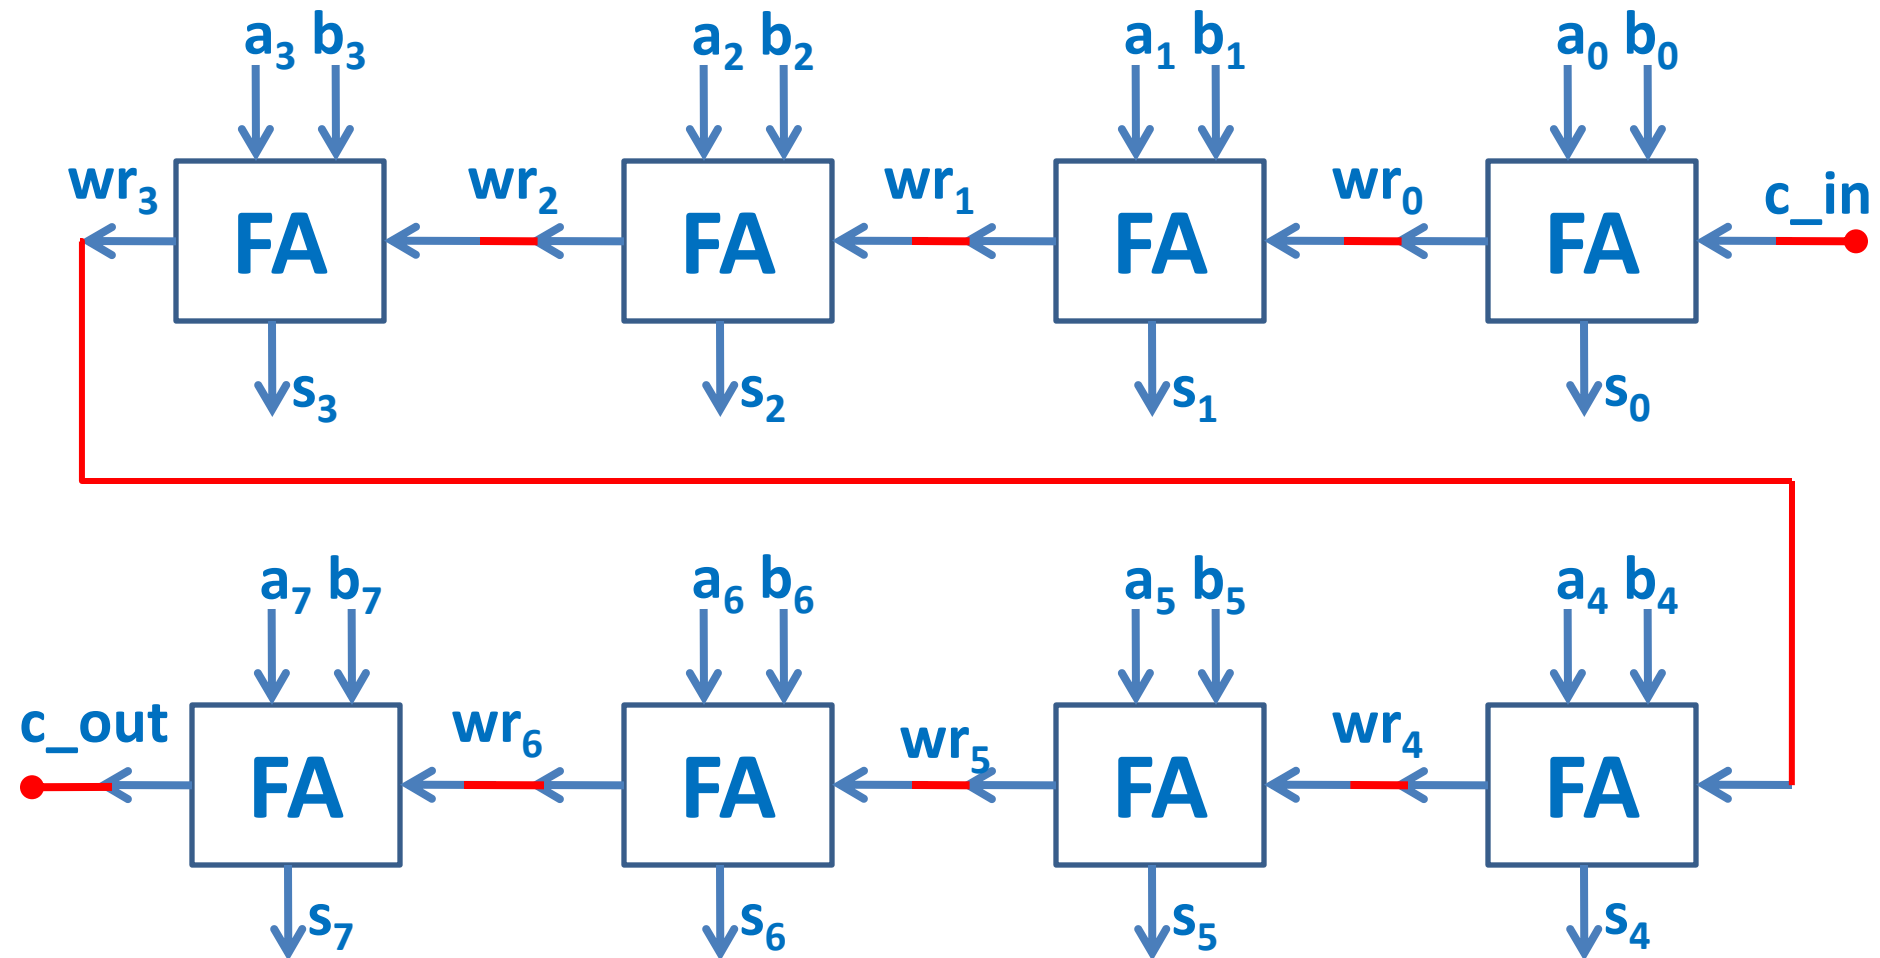 a3 b3 a2 b2 a1 b1 a0 b0
wr3 wr2 wr1 wr0 c_in
FA FA FA FA
s3 s2 s1 s0
a7 b7 a6 b6 a5 b5 a4 b4
c_out wr6 wr5 wr4
FA FA FA FA
s7 s6 s5 s4